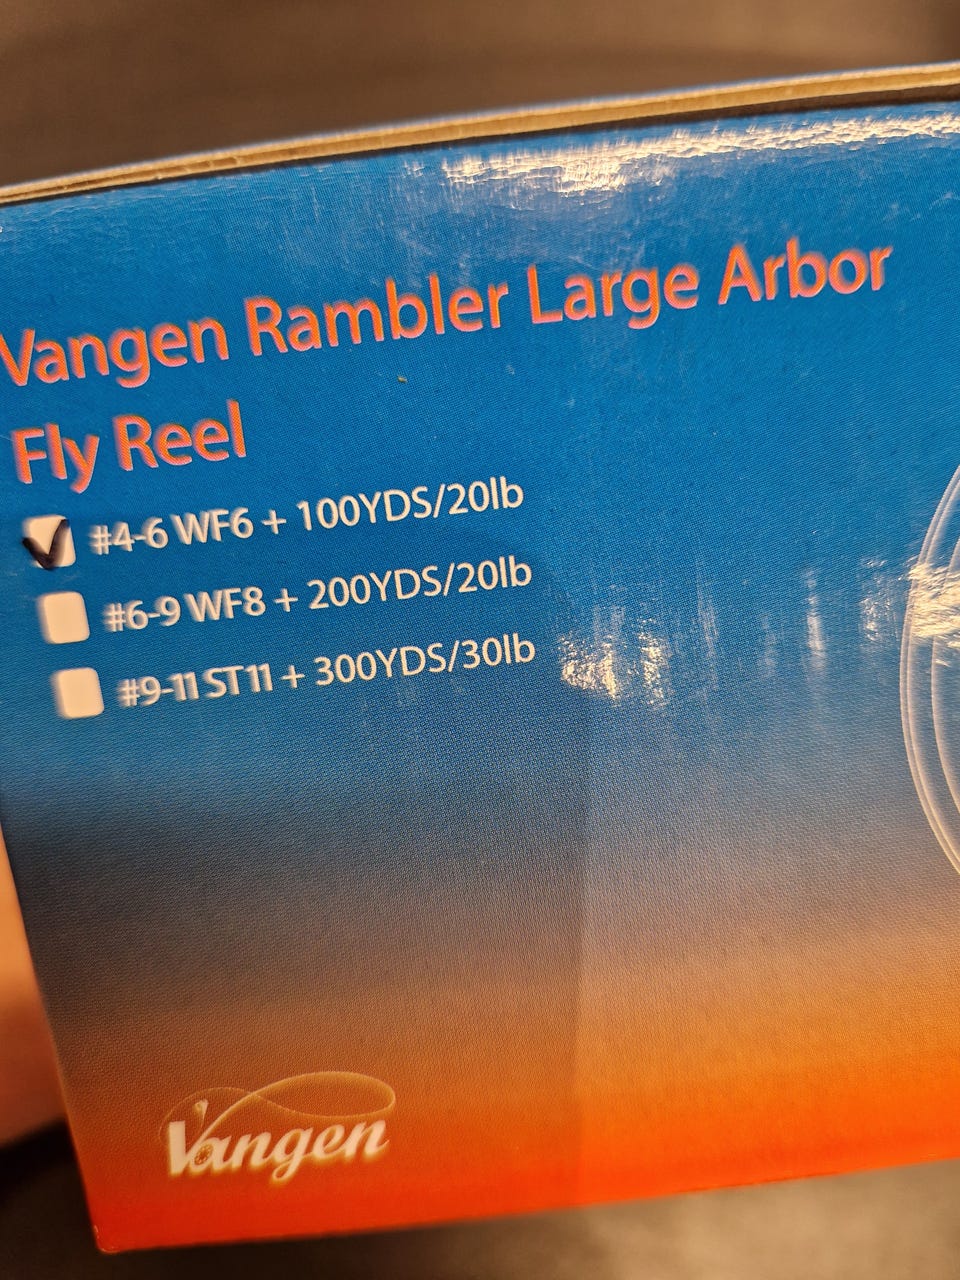 Vangen Rambler Large Arbor
Fly Reel
#4-6 WF6 + 100YDS/20lb
#6-9 WF8 + 200YDS/20lb
#9-11 ST11 + 300YDS/30lb
Vangen